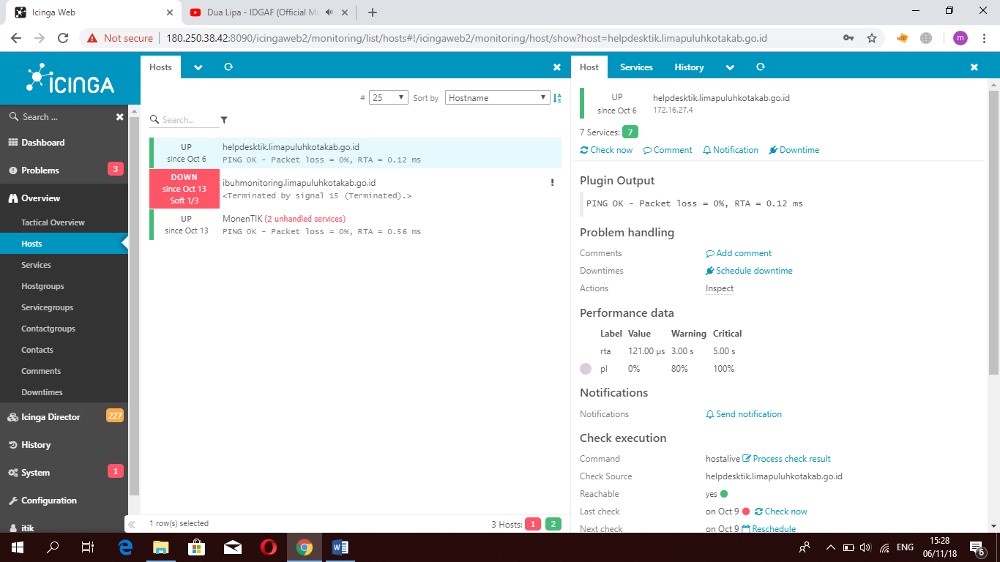 Icinga Web
Dua Lipa - IDGAF (Official M
Not secure
180.250.38.42:8090/icingaweb2/monitoring/list/hosts#!/icingaweb2/monitoring/host/show?host=helpdesktik.limapuluhkotakab.go.id
m
ICINGA
Search ...
Dashboard
Problems 3
Overview
Tactical Overview
Hosts
Services
Hostgroups
Servicegroups
Contactgroups
Contacts
Comments
Downtimes
Icinga Director 227
History
System 1
Configuration
itik
Hosts
# 25 Sort by Hostname
Search...
UP
since Oct 6
helpdesktik.limapuluhkotakab.go.id
PING OK - Packet loss = 0%, RTA = 0.12 ms
DOWN
since Oct 13
Soft 1/3
ibuhmonitoring.limapuluhkotakab.go.id
<Terminated by signal 15 (Terminated).>
UP
since Oct 13
MonenTIK (2 unhandled services)
PING OK - Packet loss = 0%, RTA = 0.56 ms
1 row(s) selected
3 Hosts: 1 2
Host Services History
UP
since Oct 6
helpdesktik.limapuluhkotakab.go.id
172.16.27.4
7 Services: 7
Check now Comment Notification Downtime
Plugin Output
PING OK - Packet loss = 0%, RTA = 0.12 ms
Problem handling
Comments Add comment
Downtimes Schedule downtime
Actions Inspect
Performance data
Label Value Warning Critical
rta 121.00 µs 3.00 s 5.00 s
pl 0% 80% 100%
Notifications
Notifications Send notification
Check execution
Command hostalive Process check result
Check Source helpdesktik.limapuluhkotakab.go.id
Reachable yes
Last check on Oct 9 Check now
Next check on Oct 9 Reschedule
ENG
15:28
06/11/18
6